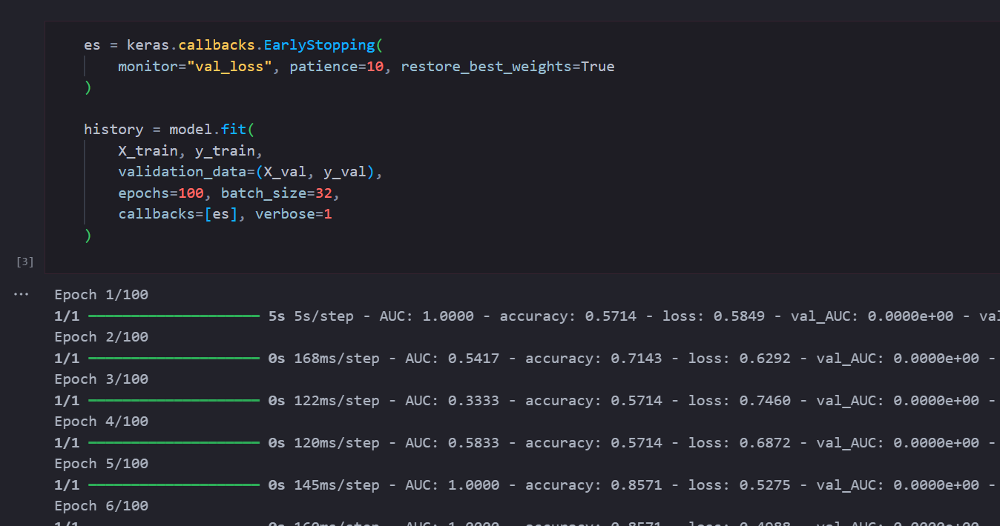 es = keras.callbacks.EarlyStopping(
monitor="val_loss", patience=10, restore_best_weights=True
)
history = model.fit(
X_train, y_train,
validation_data=(X_val, y_val),
epochs=100, batch_size=32,
callbacks=[es], verbose=1
)
[3]
... Epoch 1/100
1/1 5s 5s/step - AUC: 1.0000 - accuracy: 0.5714 - loss: 0.5849 - val_AUC: 0.0000e+00 -
Epoch 2/100
1/1 0s 168ms/step - AUC: 0.5417 - accuracy: 0.7143 - loss: 0.6292 - val_AUC: 0.0000e+00 -
Epoch 3/100
1/1 0s 122ms/step - AUC: 0.3333 - accuracy: 0.5714 - loss: 0.7460 - val_AUC: 0.0000e+00 -
Epoch 4/100
1/1 0s 120ms/step - AUC: 0.5833 - accuracy: 0.5714 - loss: 0.6872 - val_AUC: 0.0000e+00 -
Epoch 5/100
1/1 0s 145ms/step - AUC: 1.0000 - accuracy: 0.8571 - loss: 0.5275 - val_AUC: 0.0000e+00 -
Epoch 6/100